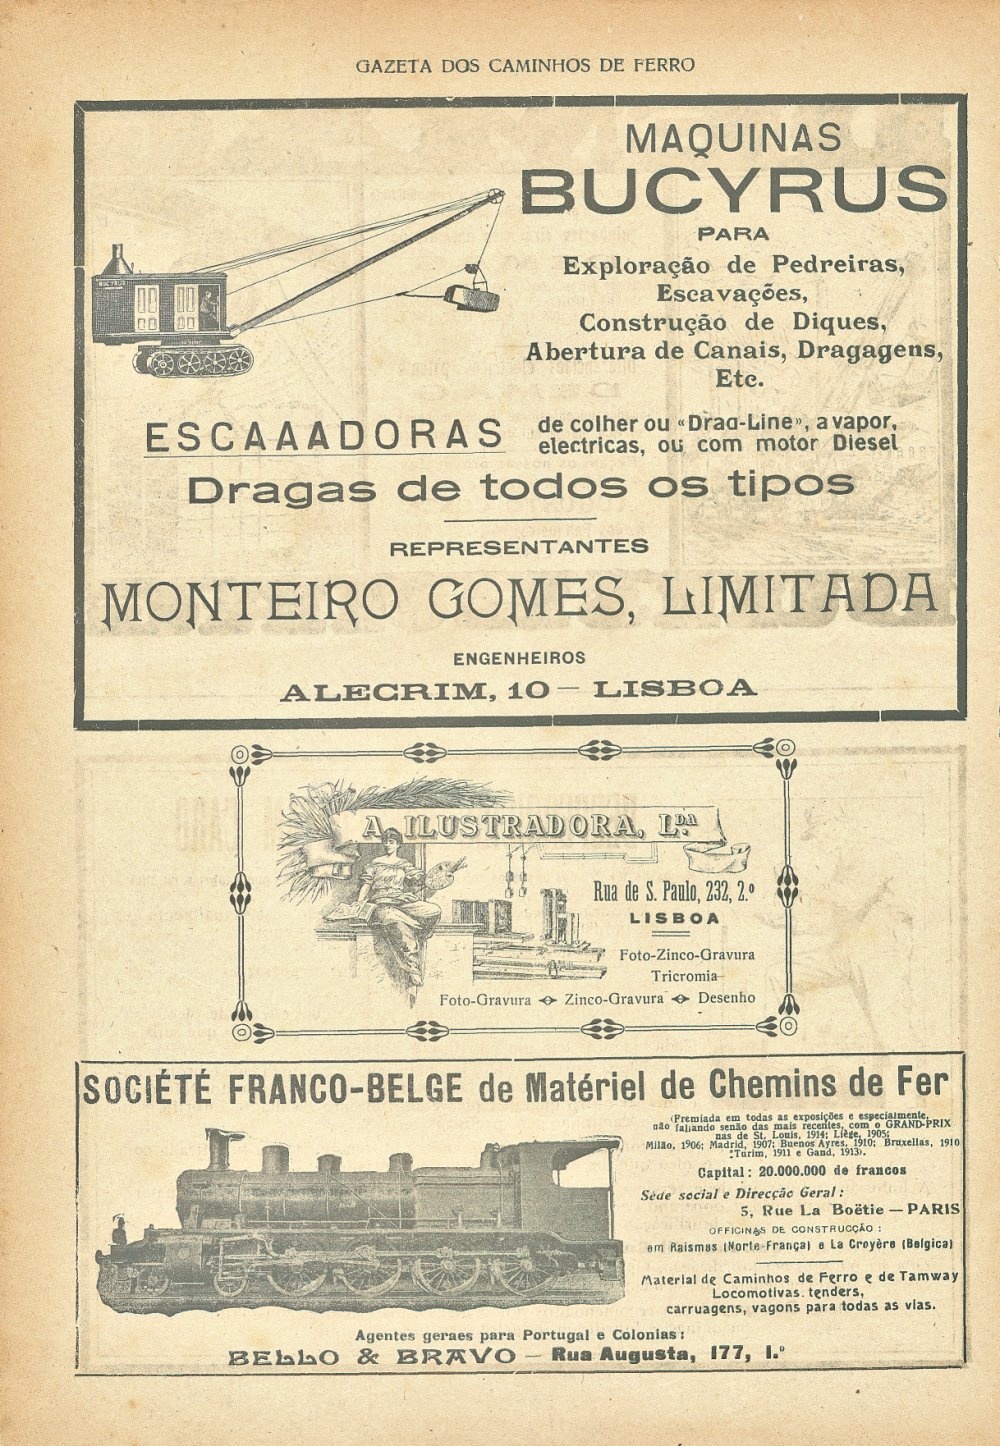 GAZETA DOS CAMINHOS DE FERRO
MAQUINAS
BUCYRUS
PARA
Exploração de Pedreiras,
Escavações,
Construção de Diques,
Abertura de Canais, Dragagens,
Etc.
BUCYRUS
ESCAAADORAS
de colher ou «Drag-Line», a vapor,
electricas, ou com motor Diesel
Dragas de todos os tipos
REPRESENTANTES
MONTEIRO GOMES, LIMITADA
ENGENHEIROS
ALECRIM, 10 — LISBOA
A ILUSTRADORA, L.DA
Rua de S. Paulo, 232, 2.º
LISBOA
Foto-Zinco-Gravura
Tricromia
Foto-Gravura Zinco-Gravura Desenho
SOCIÉTÉ FRANCO-BELGE de Matériel de Chemins de Fer
(Premiada em todas as exposições e especialmente,
não faliando senão das mais recentes, com o GRAND-PRIX
nas de St. Louis, 1914; Liège, 1905;
Milão, 1906; Madrid, 1907; Buenos Ayres, 1910; Bruxellas, 1910
Turim, 1911 e Gand, 1913).
Capital: 20.000.000 de francos
Séde social e Direcção Geral:
5, Rue La Boëtie — PARIS
OFFICINAS DE CONSTRUCÇÃO:
em Raismes (Norte-França) e La Croyère (Belgica)
Material de Caminhos de Ferro e de Tamway
Locomotivas. tenders,
carruagens, vagons para todas as vias.
Agentes geraes para Portugal e Colonias:
BELLO & BRAVO — Rua Augusta, 177, 1.º